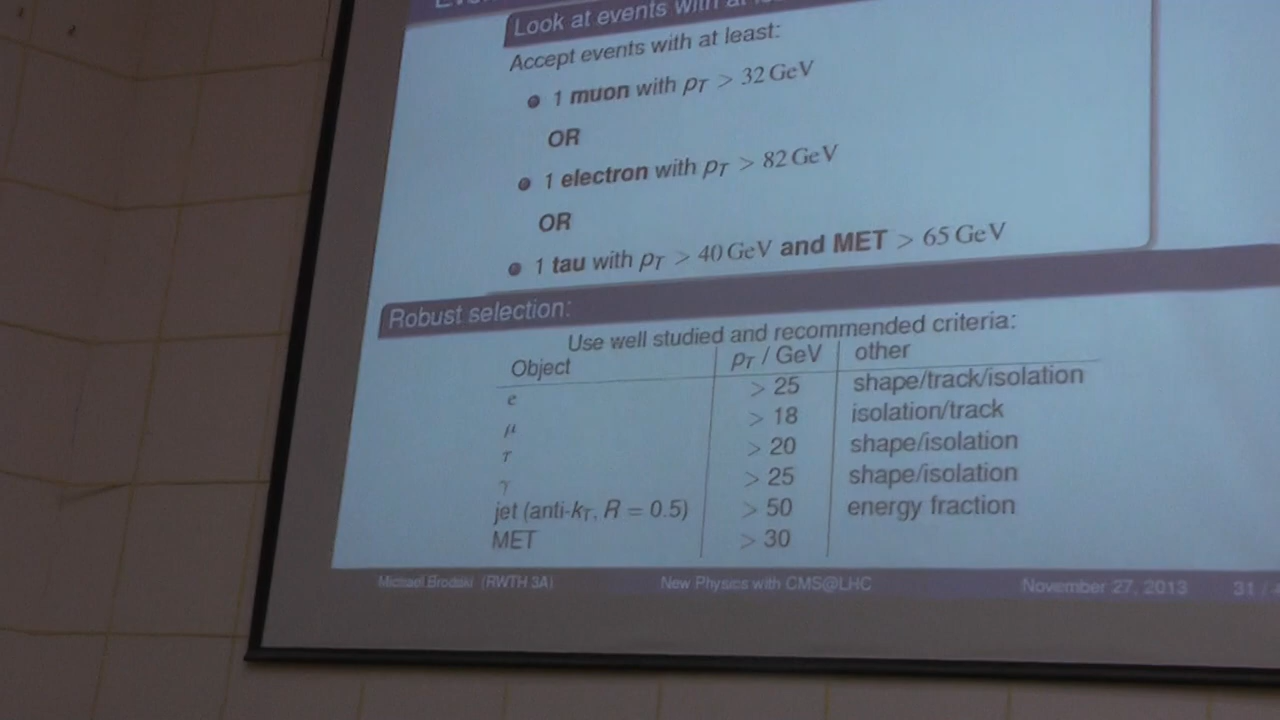 Look at events with at
Accept events with at least:
1 muon with pT > 32 GeV
OR
1 electron with pT > 82 GeV
OR
1 tau with pT > 40 GeV and MET > 65 GeV
Robust selection:
Use well studied and recommended criteria:
Object pT / GeV other
e > 25 shape/track/isolation
μ > 18 isolation/track
τ > 20 shape/isolation
γ > 25 shape/isolation
jet (anti-kT, R = 0.5) > 50 energy fraction
MET > 30
Michael Brodski (RWTH 3A) New Physics with CMS@LHC November 27, 2013 31 /